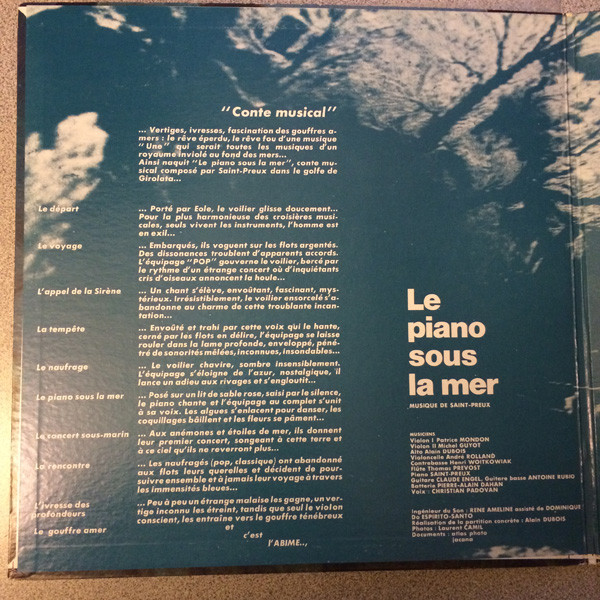 "Conte musical"
... Vertiges, ivresses, fascination des gouffres a-
mers : le rêve éperdu, le rêve fou d'une musique
"Une" qui serait toutes les musiques d'un
royaume inviolé au fond des mers...
Ainsi naquit "Le piano sous la mer", conte mu-
sical composé par Saint-Preux dans le golfe de
Girolata...
Le départ ... Porté par Eole, le voilier glisse doucement...
Pour la plus harmonieuse des croisières musi-
cales, seuls vivent les instruments, l'homme est
en exil...
Le voyage ... Embarqués, ils voguent sur les flots argentés.
Des dissonances troublent d'apparents accords.
L'équipage "POP" gouverne le voilier, bercé par
le rythme d'un étrange concert où d'inquiétants
cris d'oiseaux annoncent la houle...
L'appel de la Sirène ... Un chant s'élève, envoûtant, fascinant, mys-
térieux. Irrésistiblement, le voilier ensorcelé s'a-
bandonne au charme de cette troublante incan-
tation...
La tempête ... Envoûté et trahi par cette voix qui le hante,
cerné par les flots en délire, l'équipage se laisse
rouler dans la lame profonde, enveloppé, péné-
tré de sonorités mêlées, inconnues, insondables...
Le naufrage ... Le voilier chavire, sombre insensiblement.
L'équipage s'éloigne de l'azur, nostalgique, il
lance un adieu aux rivages et s'engloutit...
Le piano sous la mer ... Posé sur un lit de sable rose, saisi par le silence,
le piano chante et l'équipage au complet s'unit
à sa voix. Les algues s'enlacent pour danser, les
coquillages bâillent et les fleurs se pâment...
Le concert sous-marin ... Aux anémones et étoiles de mer, ils donnent
leur premier concert, songeant à cette terre et
à ce ciel qu'ils ne reverront plus...
La rencontre ... Les naufragés (pop, classique) ont abandonné
aux flots leurs querelles et décident de pour-
suivre ensemble et à jamais leur voyage à travers
les immensités bleues...
L'ivresse des
profondeurs ... Peu à peu un étrange malaise les gagne, un ver-
tige inconnu les étreint, tandis que seul le violon
conscient, les entraîne vers le gouffre ténébreux
Le gouffre amer et
c'est
l'ABIME..,
Le
piano
sous
la mer
MUSIQUE DE SAINT-PREUX
MUSICIENS
Violon I Patrice MONDON
Violon II Michel GUYOT
Alto Alain DUBOIS
Violoncelle André ROLLAND
Contrebasse Henri WOITKOWIAK
Flûte Thomas PREVOST
Piano SAINT-PREUX
Guitare CLAUDE ENGEL, Guitare basse ANTOINE RUBIO
Batterie PIERRE-ALAIN DAHAN
Voix : CHRISTIAN PADOVAN
Ingénieur du Son : RENE AMELINE assisté de DOMINIQUE
Do ESPIRITO-SANTO
Réalisation de la partition concrète : Alain DUBOIS
Photos : Laurent CAMIL
Documents : atlas photo
jacana